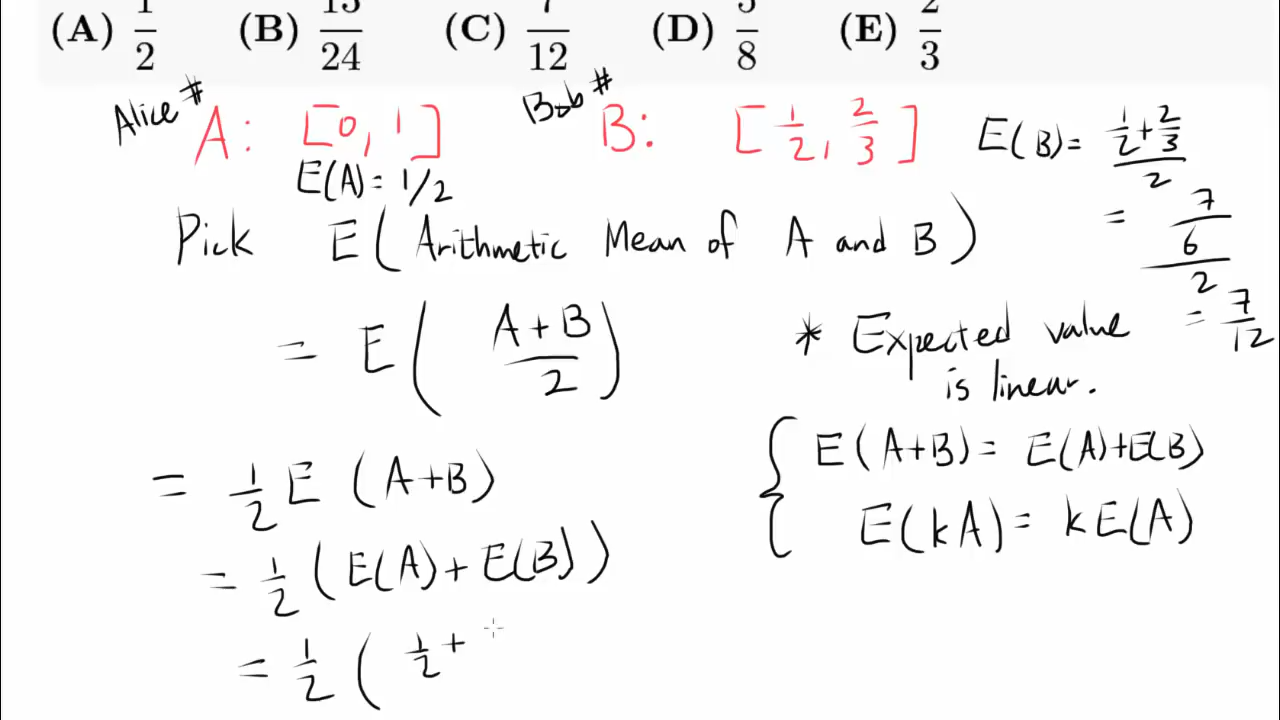 (A) 1/2 (B) 13/24 (C) 7/12 (D) 5/8 (E) 2/3
Alice # A: [0, 1] Bob # B: [1/2, 2/3]
E(A) = 1/2
E(B) = (1/2 + 2/3)/2
= (7/6)/2
= 7/12
Pick E(Arithmetic Mean of A and B)
= E((A+B)/2)
* Expected value
is linear.
E(A+B) = E(A)+E(B)
E(kA) = kE(A)
= 1/2 E (A+B)
= 1/2 (E(A) + E(B))
= 1/2 ( 1/2 +